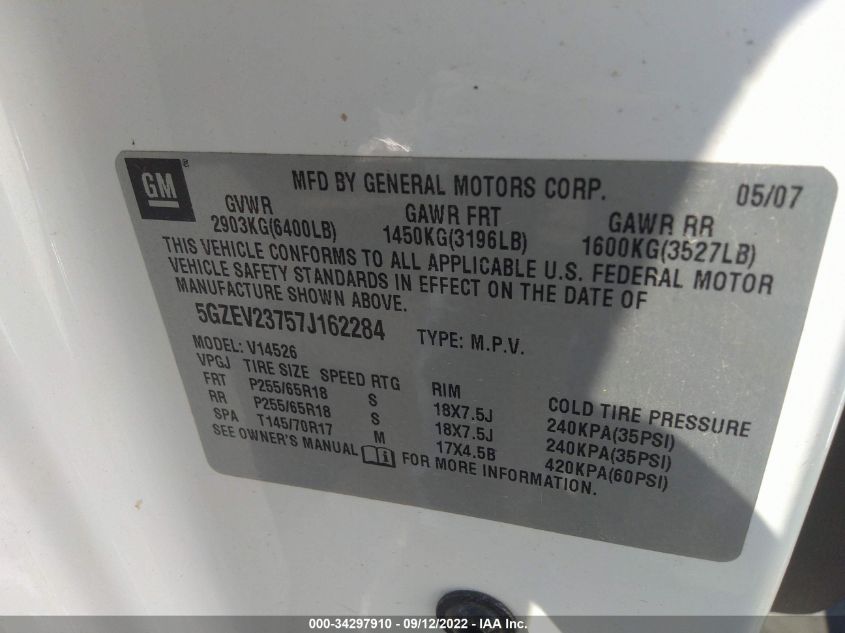 GM®
MFD BY GENERAL MOTORS CORP. 05/07
GVWR GAWR FRT GAWR RR
2903KG(6400LB) 1450KG(3196LB) 1600KG(3527LB)
THIS VEHICLE CONFORMS TO ALL APPLICABLE U.S. FEDERAL MOTOR
VEHICLE SAFETY STANDARDS IN EFFECT ON THE DATE OF
MANUFACTURE SHOWN ABOVE.
5GZEV23757J162284 TYPE: M.P.V.
MODEL: V14526
VPGJ TIRE SIZE SPEED RTG RIM COLD TIRE PRESSURE
FRT P255/65R18 S 18X7.5J 240KPA(35PSI)
RR P255/65R18 S 18X7.5J 240KPA(35PSI)
SPA T145/70R17 M 17X4.5B 420KPA(60PSI)
SEE OWNER'S MANUAL FOR MORE INFORMATION.
000-34297910 - 09/12/2022 - IAA Inc.